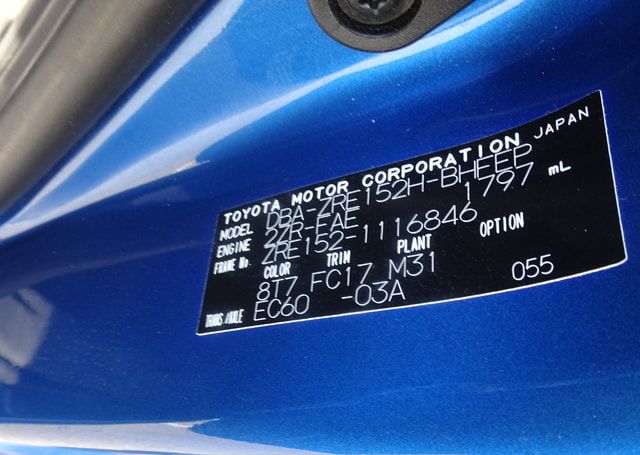 TOYOTA MOTOR CORPORATION JAPAN
MODEL DBA-ZRE152H-BHEEP
ENGINE 2ZR-FAE 1797 mL
FRAME No. ZRE152-1116846
COLOR TRIM PLANT OPTION
8T7 FC17 M31 055
TRANS/AXLE EC60 -03A